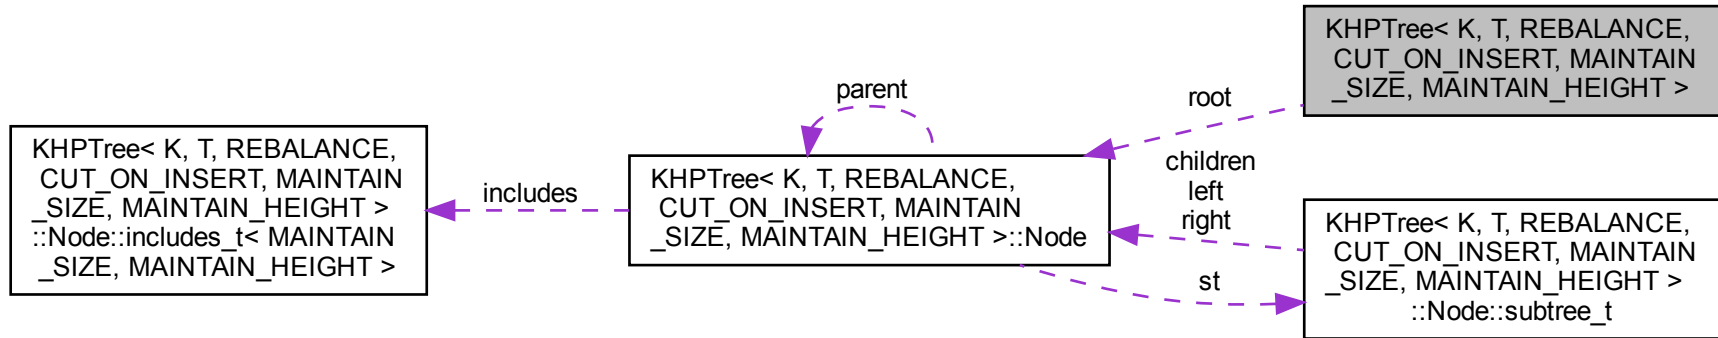 KHPTree< K, T, REBALANCE,
CUT_ON_INSERT, MAINTAIN
_SIZE, MAINTAIN_HEIGHT >
::Node::includes_t< MAINTAIN
_SIZE, MAINTAIN_HEIGHT >
includes
parent
KHPTree< K, T, REBALANCE,
CUT_ON_INSERT, MAINTAIN
_SIZE, MAINTAIN_HEIGHT >::Node
root
children
left
right
st
KHPTree< K, T, REBALANCE,
CUT_ON_INSERT, MAINTAIN
_SIZE, MAINTAIN_HEIGHT >
KHPTree< K, T, REBALANCE,
CUT_ON_INSERT, MAINTAIN
_SIZE, MAINTAIN_HEIGHT >
::Node::subtree_t